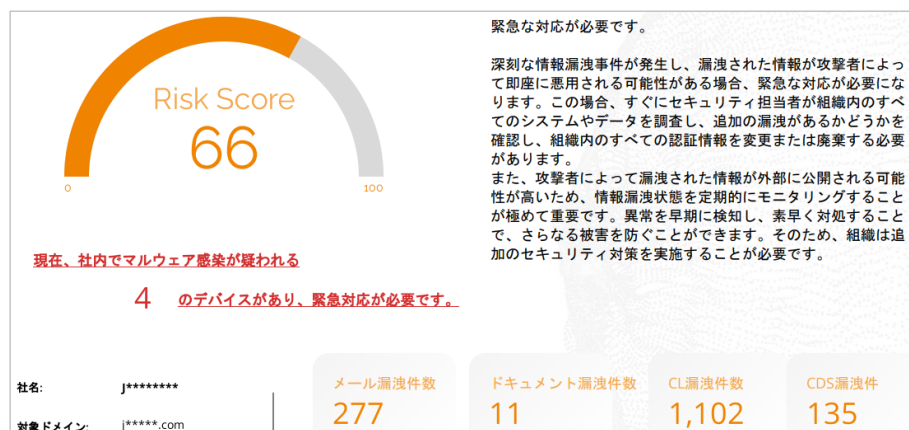 緊急な対応が必要です。
深刻な情報漏洩事件が発生し、漏洩された情報が攻撃者によっ
て即座に悪用される可能性がある場合、緊急な対応が必要にな
ります。この場合、すぐにセキュリティ担当者が組織内のすべ
てのシステムやデータを調査し、追加の漏洩があるかどうかを
確認し、組織内のすべての認証情報を変更または廃棄する必要
があります。
また、攻撃者によって漏洩された情報が外部に公開される可能
性が高いため、情報漏洩状態を定期的にモニタリングすること
が極めて重要です。異常を早期に検知し、素早く対処すること
で、さらなる被害を防ぐことができます。そのため、組織は追
加のセキュリティ対策を実施することが必要です。
Risk Score
66
0 100
現在、社内でマルウェア感染が疑われる
4 のデバイスがあり、緊急対応が必要です。
社名: J********
対象ドメイン: j*****.com
メール漏洩件数
277
ドキュメント漏洩件数
11
CL漏洩件数
1,102
CDS漏洩件
135